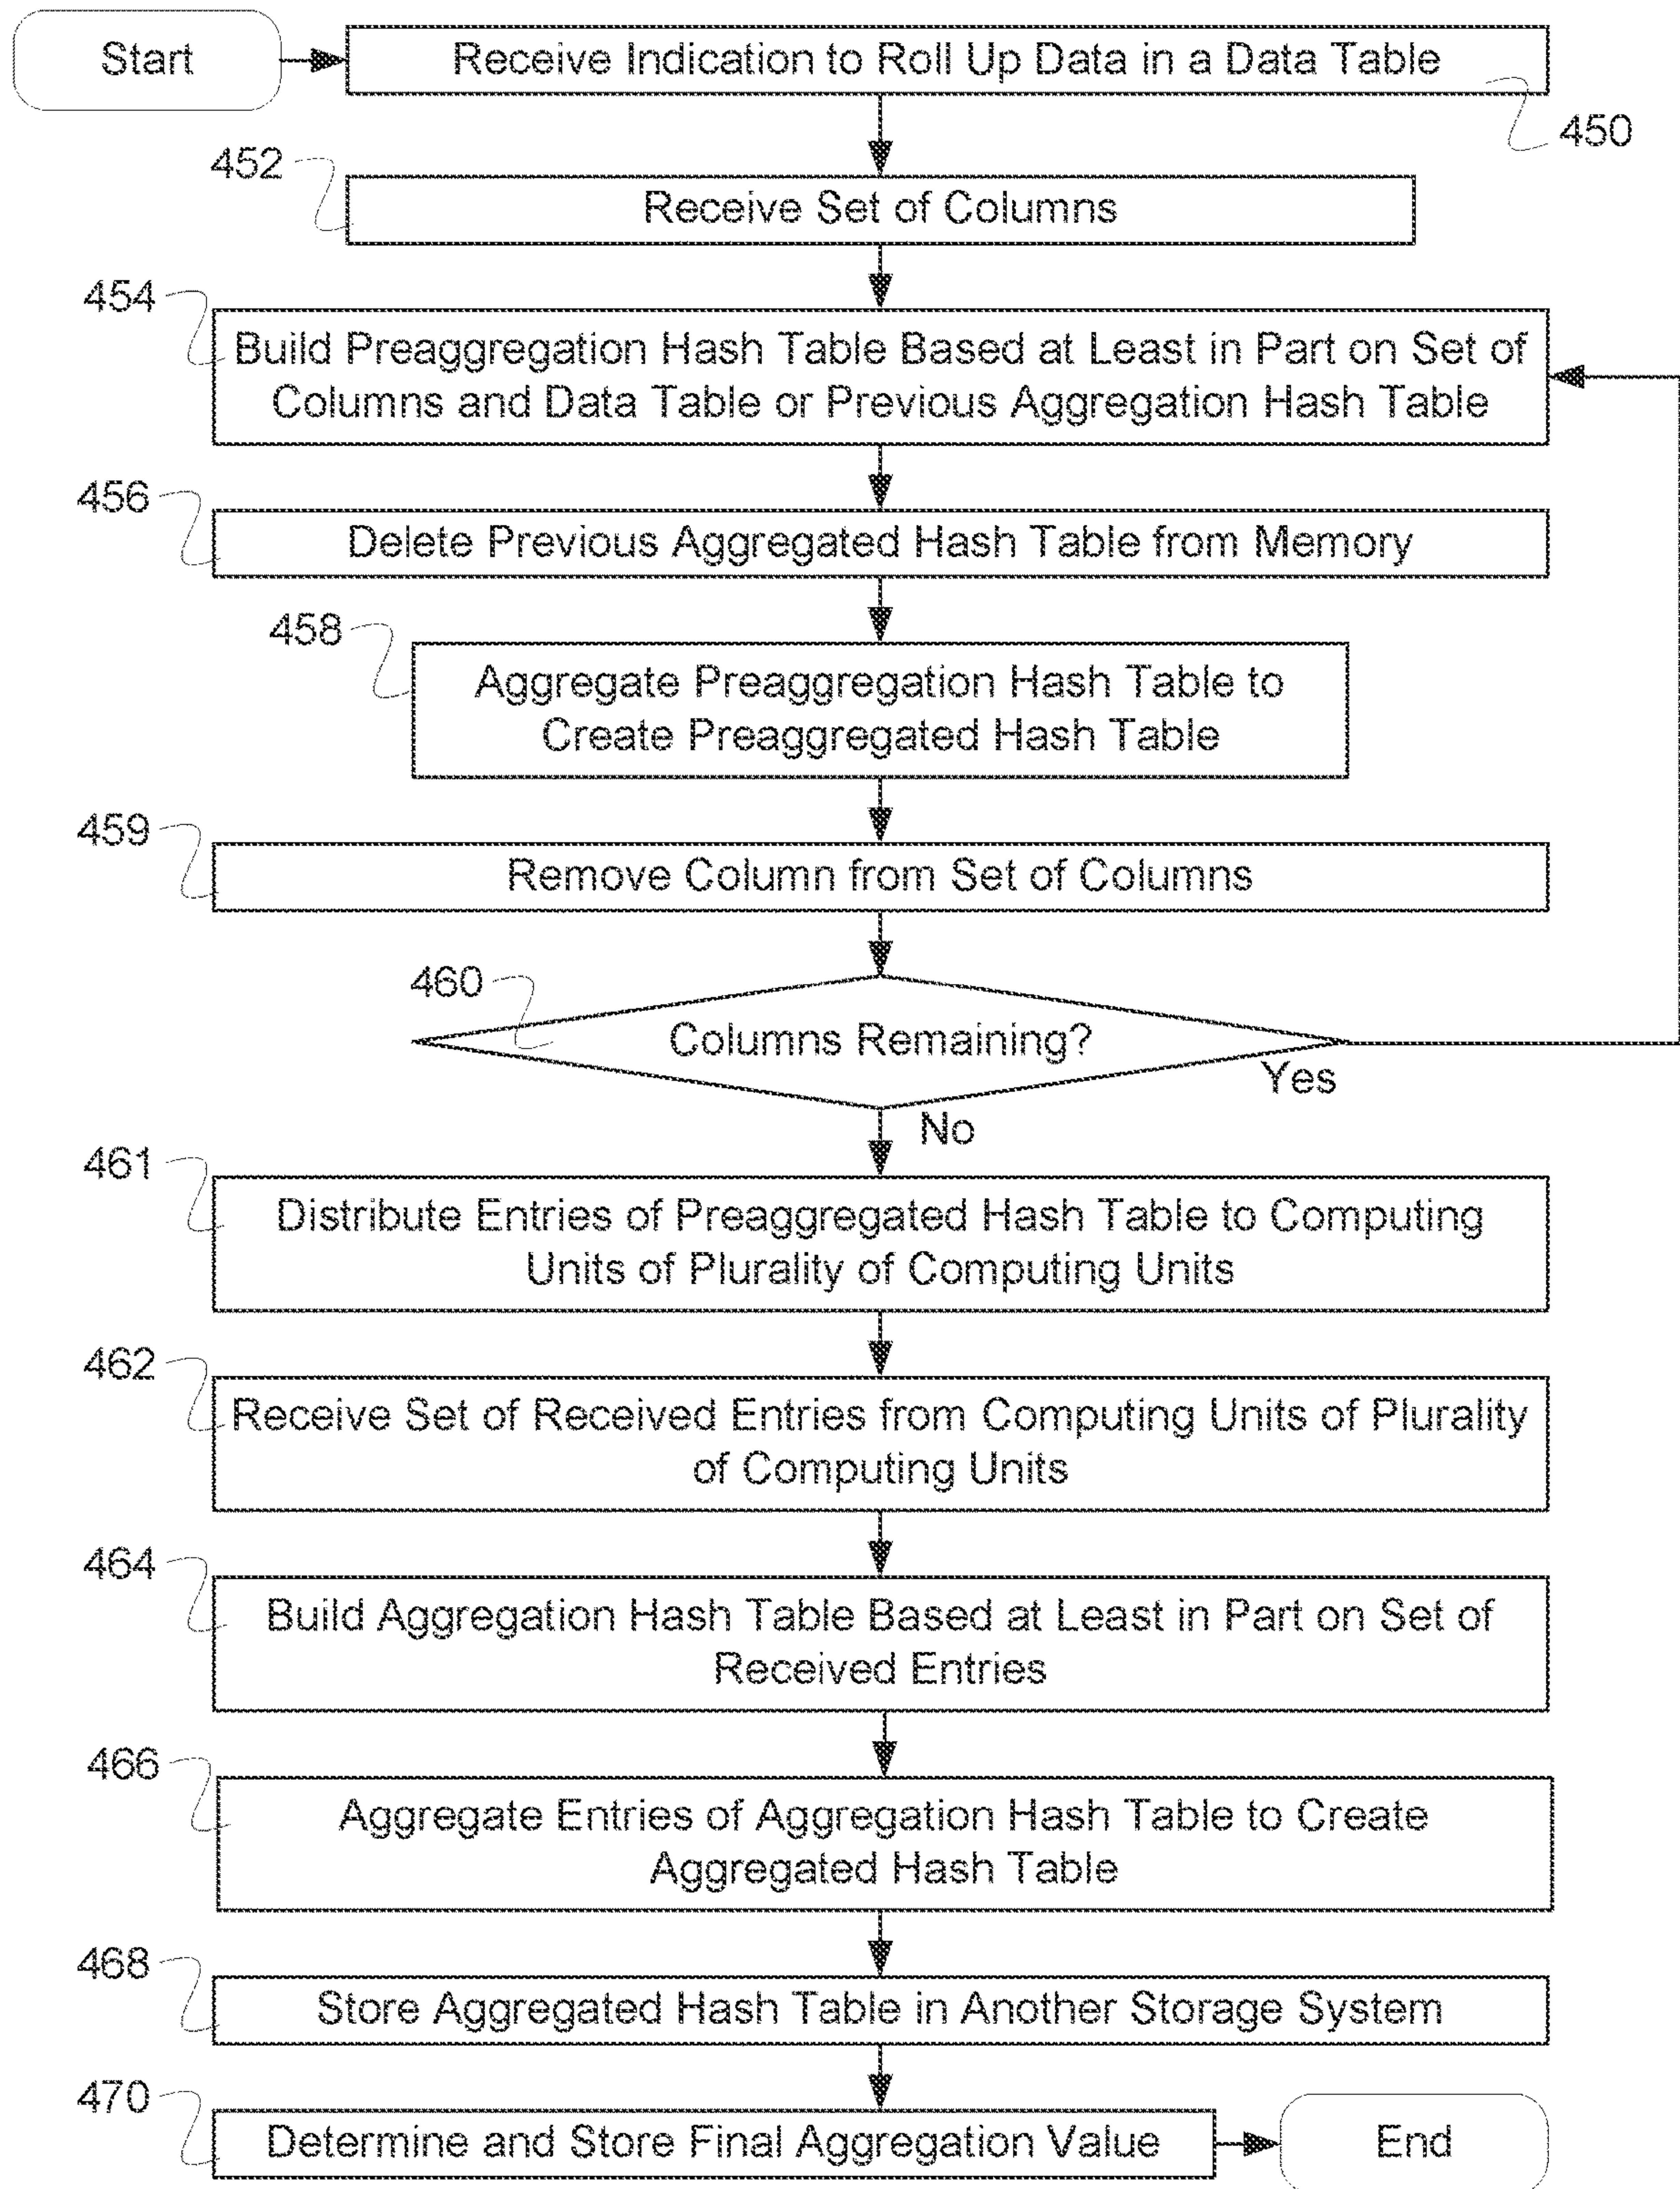 Start
Receive Indication to Roll Up Data in a Data Table
450
452
Receive Set of Columns
454
Build Preaggregation Hash Table Based at Least in Part on Set of
Columns and Data Table or Previous Aggregation Hash Table
456
Delete Previous Aggregated Hash Table from Memory
458
Aggregate Preaggregation Hash Table to
Create Preaggregated Hash Table
459
Remove Column from Set of Columns
460
Columns Remaining?
Yes
No
461
Distribute Entries of Preaggregated Hash Table to Computing
Units of Plurality of Computing Units
462
Receive Set of Received Entries from Computing Units of Plurality
of Computing Units
464
Build Aggregation Hash Table Based at Least in Part on Set of
Received Entries
466
Aggregate Entries of Aggregation Hash Table to Create
Aggregated Hash Table
468
Store Aggregated Hash Table in Another Storage System
470
Determine and Store Final Aggregation Value
End